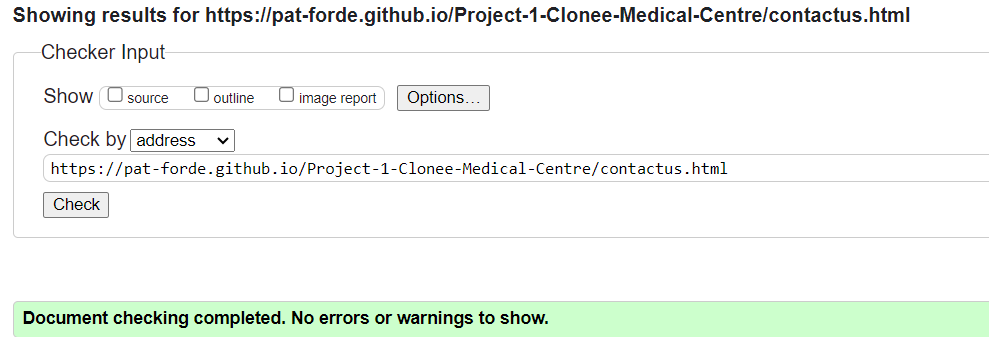 Showing results for https://pat-forde.github.io/Project-1-Clonee-Medical-Centre/contactus.html
Checker Input
Show source outline image report Options...
Check by address
https://pat-forde.github.io/Project-1-Clonee-Medical-Centre/contactus.html
Check
Document checking completed. No errors or warnings to show.